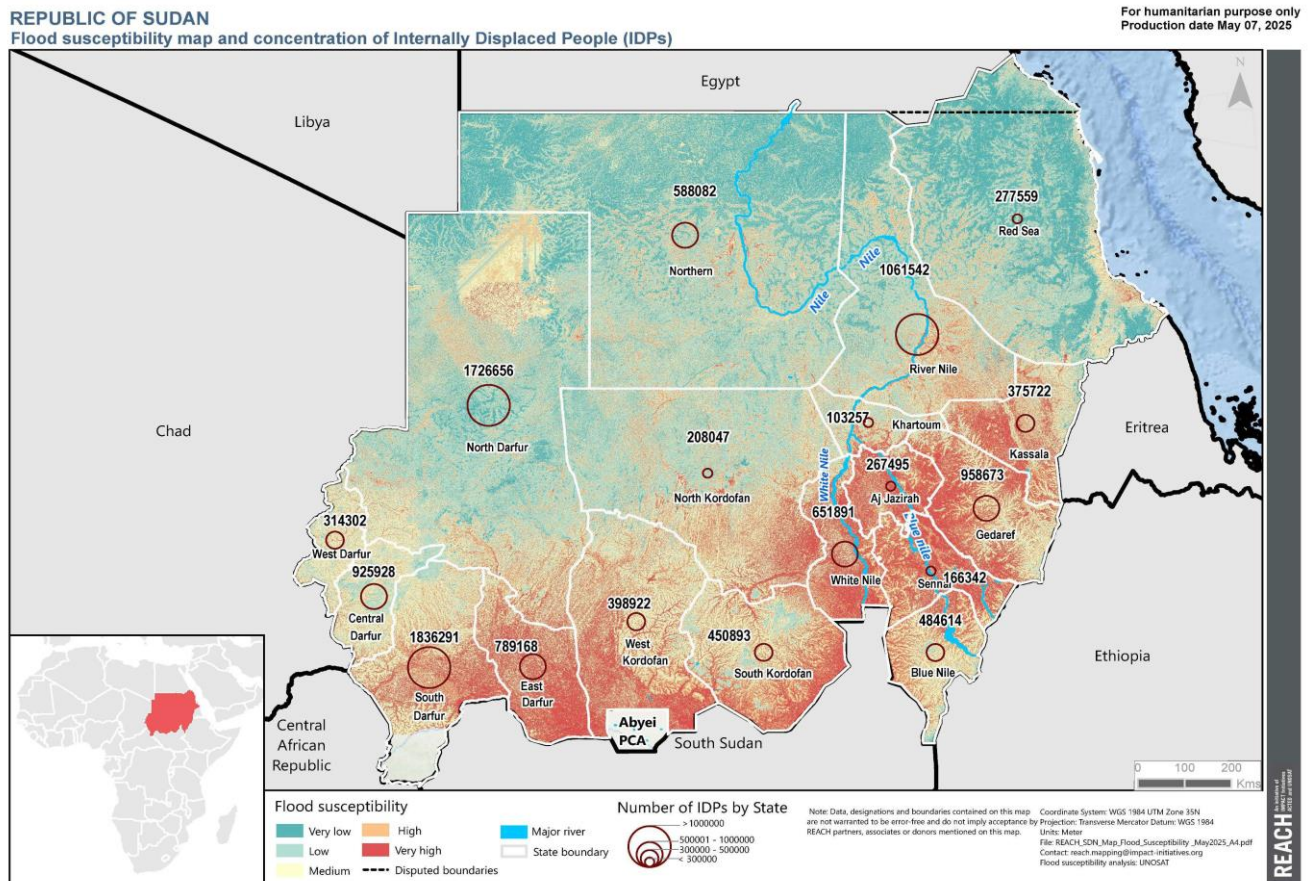 REPUBLIC OF SUDAN
Flood susceptibility map and concentration of Internally Displaced People (IDPs)
For humanitarian purpose only
Production date May 07, 2025
Egypt
N
Libya
588082
Northern
277559
Red Sea
Nile
Nile
1061542
River Nile
1726656
North Darfur
375722
Kassala
Chad
208047
North Kordofan
103257
Khartoum
Eritrea
White Nile
267495
Aj Jazirah
958673
Gedaref
651891
White Nile
Blue nile
314302
West Darfur
925928
Central
Darfur
Sennar
166342
398922
West
Kordofan
450893
South Kordofan
484614
Blue Nile
1836291
South
Darfur
789168
East
Darfur
Ethiopia
Abyei
PCA
South Sudan
Central
African
Republic
0 100 200
Kms
Flood susceptibility
Very low
Low
Medium
High
Very high
Disputed boundaries
Major river
State boundary
Number of IDPs by State
>1000000
500001 - 1000000
300000 - 500000
< 300000
Note: Data, designations and boundaries contained on this map
are not warranted to be error-free and do not imply acceptance by
REACH partners, associates or donors mentioned on this map.
Coordinate System: WGS 1984 UTM Zone 35N
Projection: Transverse Mercator Datum: WGS 1984
Units: Meter
File: REACH_SDN_Map_Flood_Susceptibility _May2025_A4.pdf
Contact: reach.mapping@impact-initiatives.org
Flood susceptibility analysis: UNOSAT
REACH
An initiative of
IMPACT Initiatives
ACTED and UNOSAT